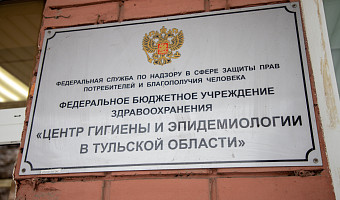 ФЕДЕРАЛЬНАЯ СЛУЖБА ПО НАДЗОРУ В СФЕРЕ ЗАЩИТЫ ПРАВ
ПОТРЕБИТЕЛЕЙ И БЛАГОПОЛУЧИЯ ЧЕЛОВЕКА
ФЕДЕРАЛЬНОЕ БЮДЖЕТНОЕ УЧРЕЖДЕНИЕ
ЗДРАВООХРАНЕНИЯ
«ЦЕНТР ГИГИЕНЫ И ЭПИДЕМИОЛОГИИ
В ТУЛЬСКОЙ ОБЛАСТИ»